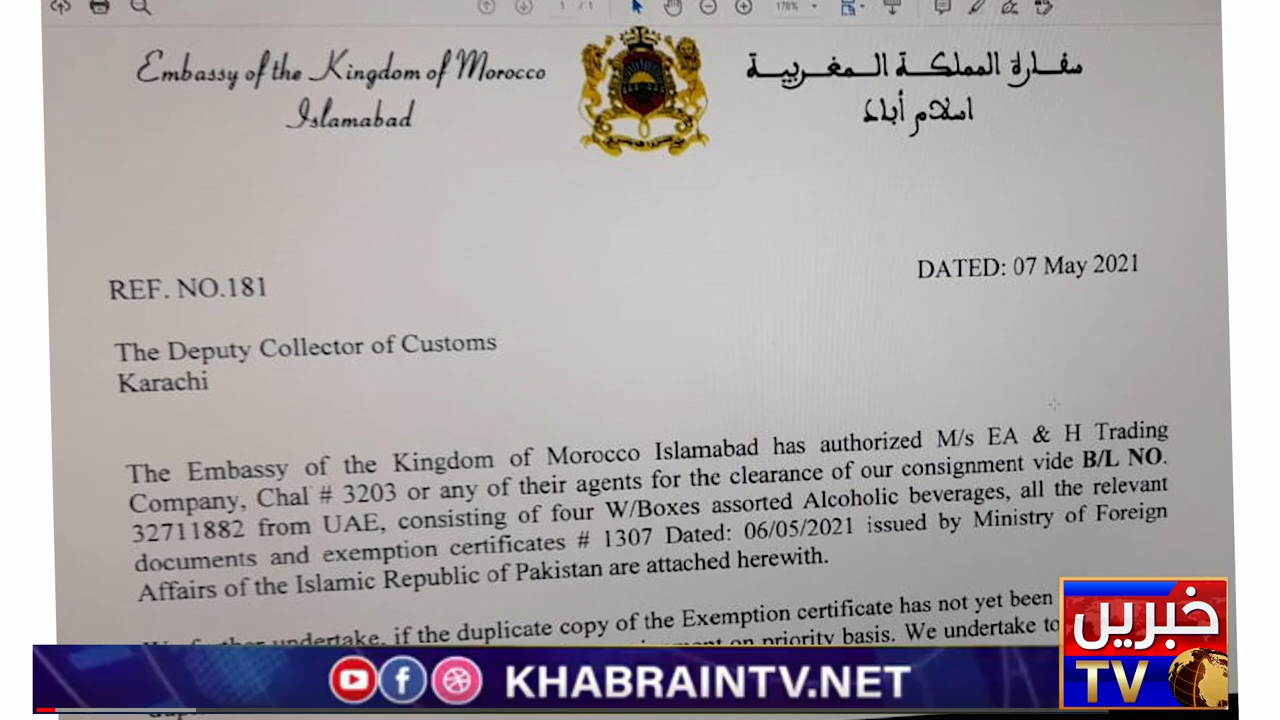 1 / 1
178%
Embassy of the Kingdom of Morocco
Islamabad
سفارة المملكة المغربية
اسلام أباد
REF. NO.181
DATED: 07 May 2021
The Deputy Collector of Customs
Karachi
The Embassy of the Kingdom of Morocco Islamabad has authorized M/s EA & H Trading
Company, Chal # 3203 or any of their agents for the clearance of our consignment vide B/L NO.
32711882 from UAE, consisting of four W/Boxes assorted Alcoholic beverages, all the relevant
documents and exemption certificates # 1307 Dated: 06/05/2021 issued by Ministry of Foreign
Affairs of the Islamic Republic of Pakistan are attached herewith.
further undertake, if the duplicate copy of the Exemption certificate has not yet been
on priority basis. We undertake to
خبریں
TV
KHABRAINTV.NET